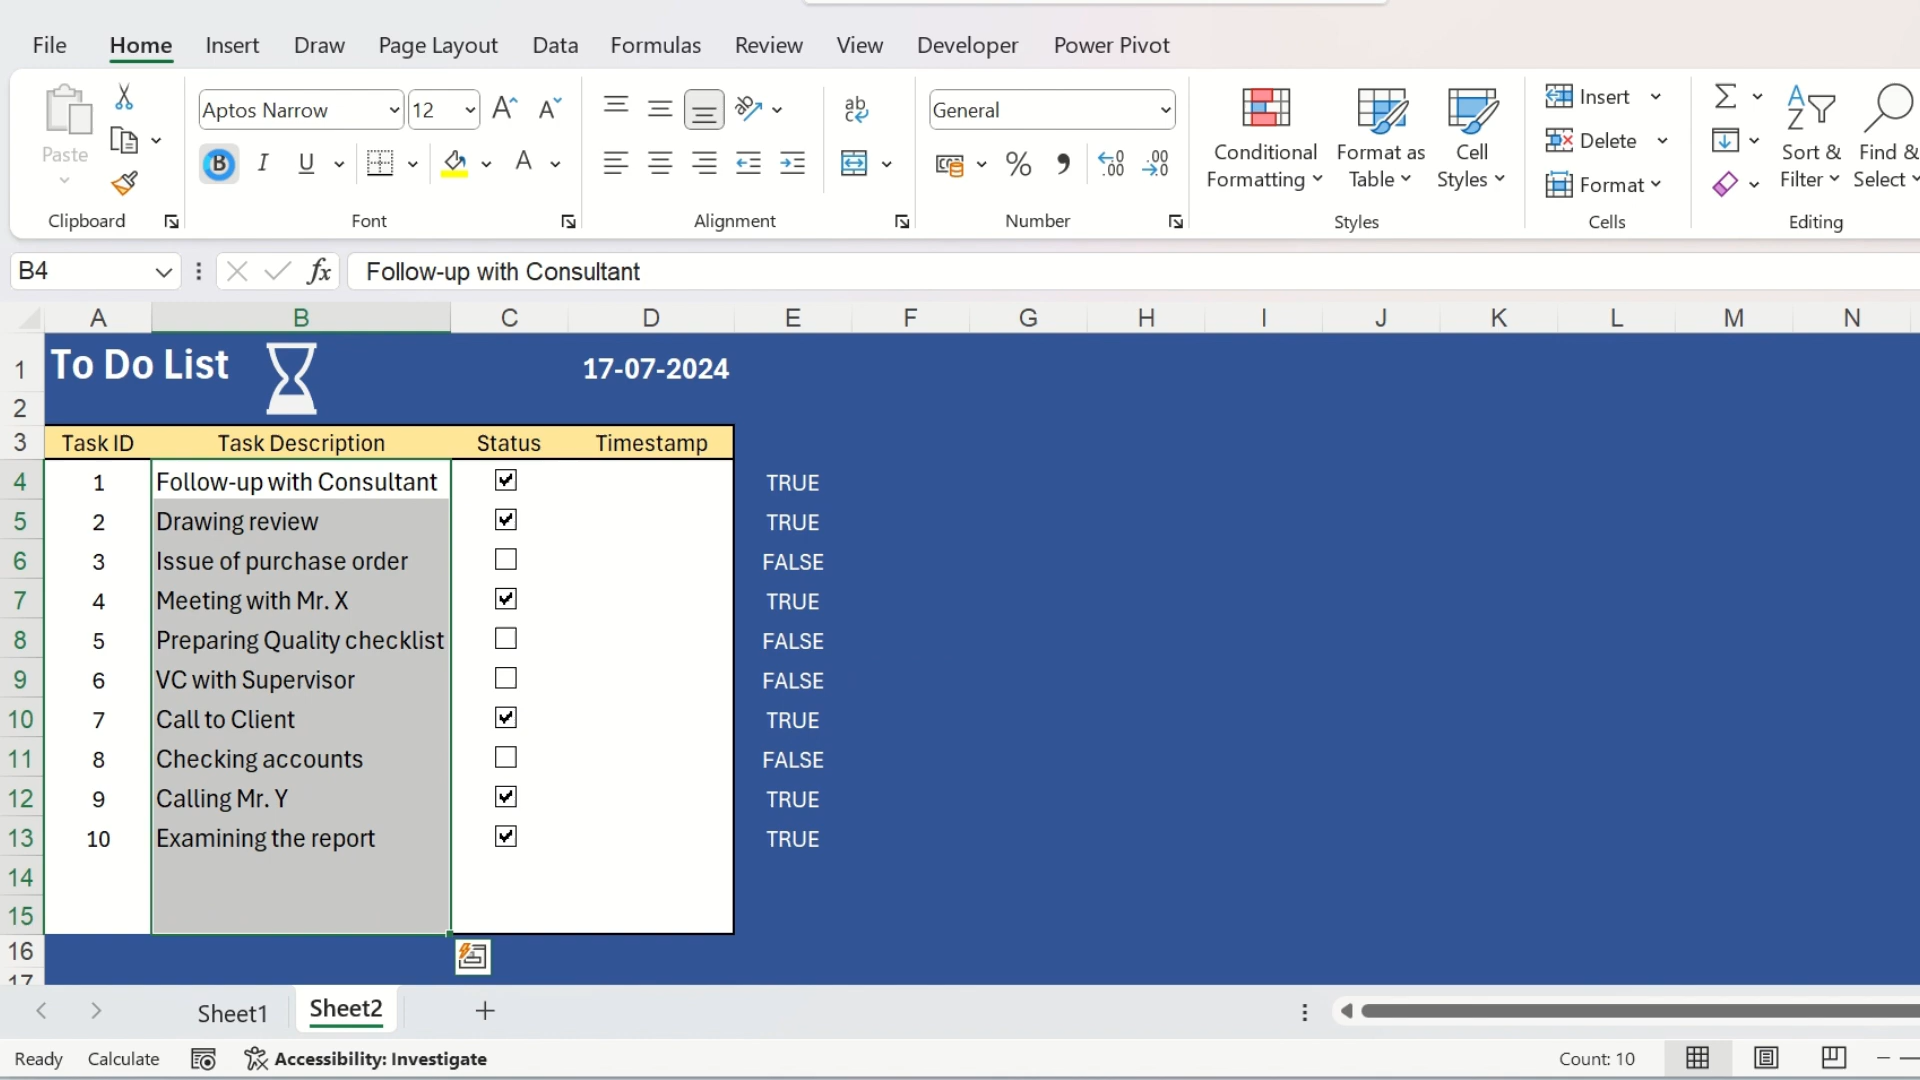 File Home Insert Draw Page Layout Data Formulas Review View Developer Power Pivot
Paste
Clipboard
Aptos Narrow 12
B I U A
Font
ab
Alignment
General
% 9 .00
Number
Conditional Formatting
Format as Table
Cell Styles
Styles
Insert
Delete
Format
Cells
Sort & Filter
Find & Select
Editing
B4 fx Follow-up with Consultant
A B C D E F G H I J K L M N
1 To Do List 17-07-2024
2
3 Task ID Task Description Status Timestamp
4 1 Follow-up with Consultant TRUE
5 2 Drawing review TRUE
6 3 Issue of purchase order FALSE
7 4 Meeting with Mr. X TRUE
8 5 Preparing Quality checklist FALSE
9 6 VC with Supervisor FALSE
10 7 Call to Client TRUE
11 8 Checking accounts FALSE
12 9 Calling Mr. Y TRUE
13 10 Examining the report TRUE
14
15
16
17
Sheet1 Sheet2
Ready Calculate Accessibility: Investigate Count: 10